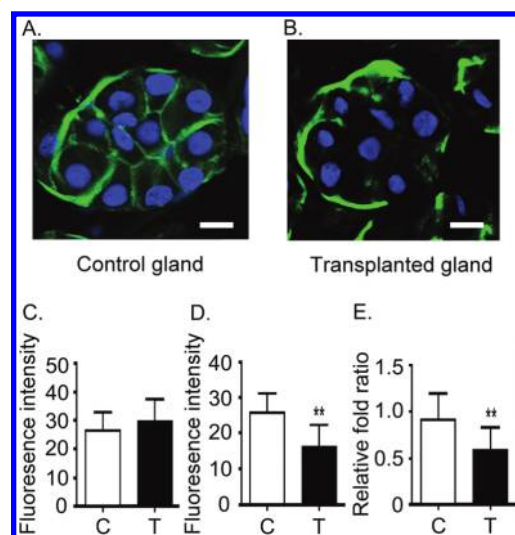 A.
B.
Control gland
Transplanted gland
C.
D.
E.
Fluoresence intensity
50
40
30
20
10
0
C
T
Fluoresence intensity
40
30
20
10
0
**
C
T
Relative fold ratio
1.5
1.0
0.5
0
**
C
T